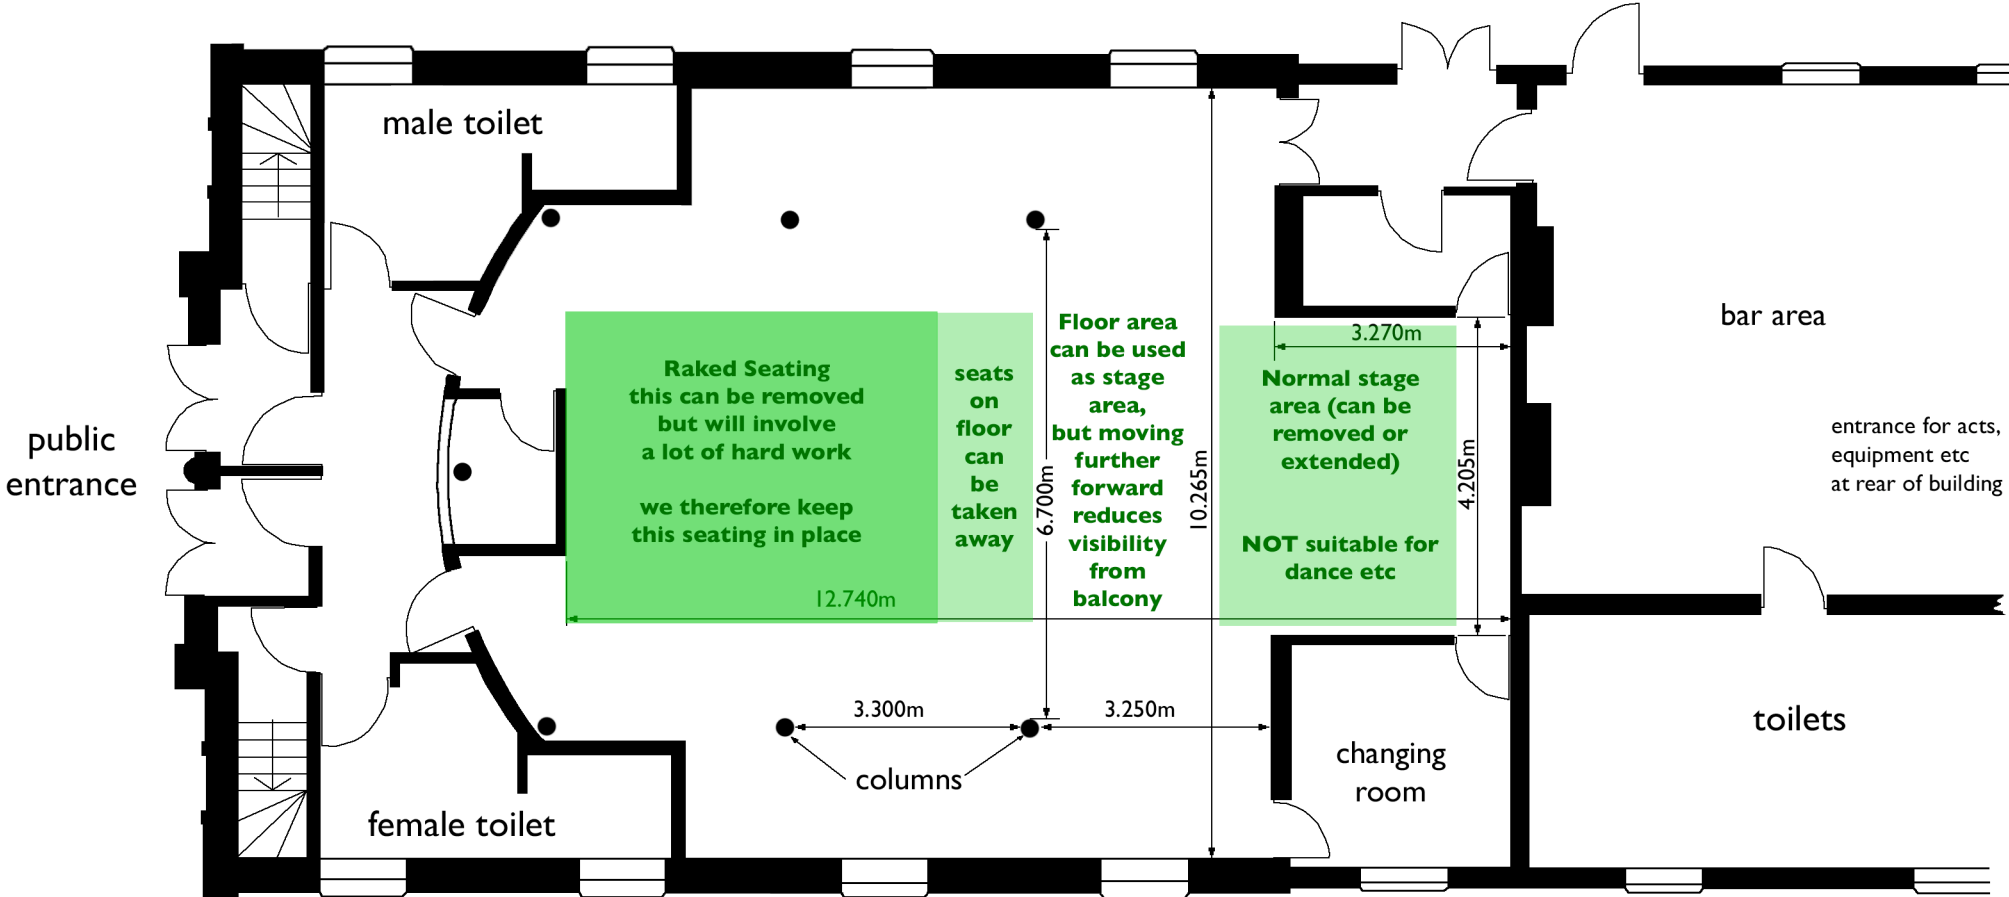 male toilet
public
entrance
Raked Seating
this can be removed
but will involve
a lot of hard work
we therefore keep
this seating in place
seats
on
floor
can
be
taken
away
Floor area
can be used
as stage
area,
but moving
further
forward
reduces
visibility
from
balcony
Normal stage
area (can be
removed or
extended)
NOT suitable for
dance etc
3.270m
4.205m
10.265m
6.700m
12.740m
3.300m
3.250m
columns
bar area
entrance for acts,
equipment etc
at rear of building
female toilet
changing
room
toilets